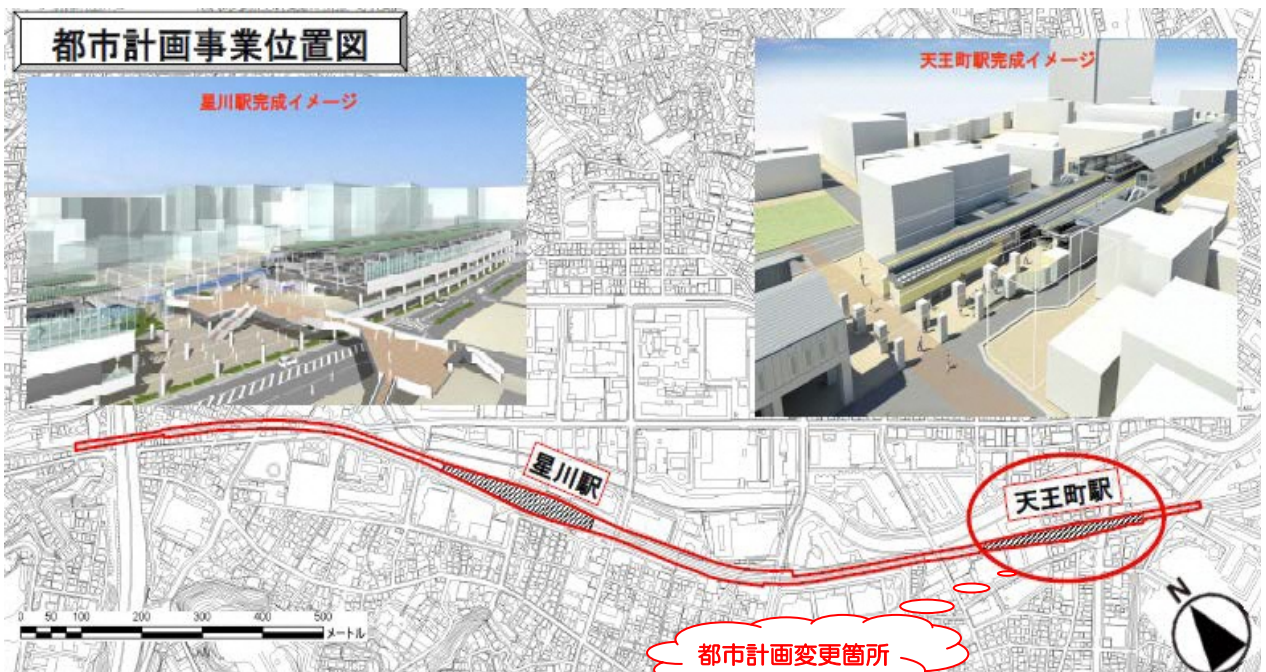 都市計画事業位置図
星川駅完成イメージ
天王町駅完成イメージ
星川駅
天王町駅
0 50 100 200 300 400 500
メートル
N
都市計画変更箇所